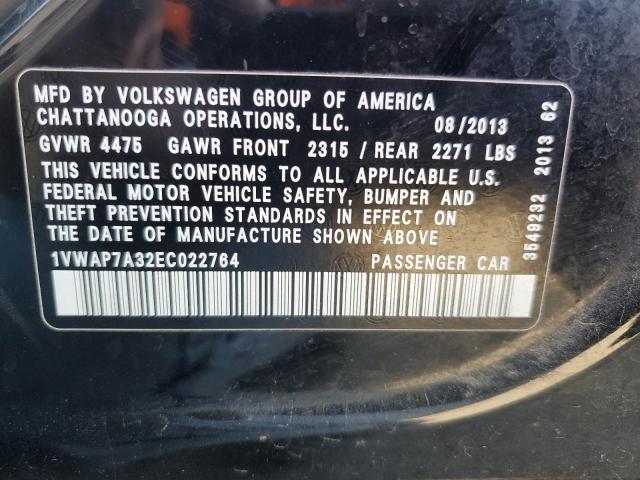 MFD BY VOLKSWAGEN GROUP OF AMERICA
CHATTANOOGA OPERATIONS, LLC. 08/2013
GVWR 4475 GAWR FRONT 2315 / REAR 2271 LBS
THIS VEHICLE CONFORMS TO ALL APPLICABLE U.S.
FEDERAL MOTOR VEHICLE SAFETY, BUMPER AND
THEFT PREVENTION STANDARDS IN EFFECT ON
THE DATE OF MANUFACTURE SHOWN ABOVE
1VWAP7A32EC022764 PASSENGER CAR
3549232 2013 62